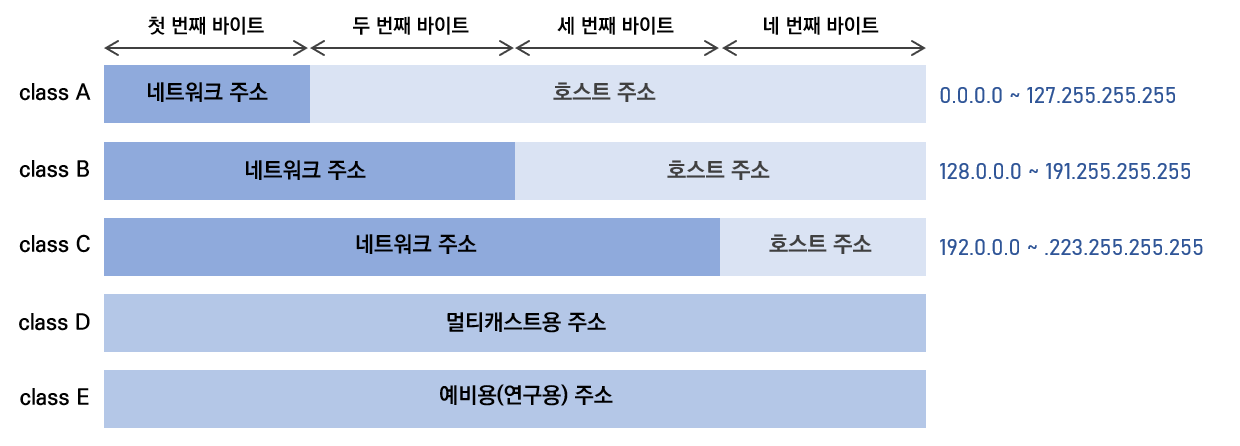 첫 번째 바이트 두 번째 바이트 세 번째 바이트 네 번째 바이트
class A 네트워크 주소 호스트 주소 0.0.0.0 ~ 127.255.255.255
class B 네트워크 주소 호스트 주소 128.0.0.0 ~ 191.255.255.255
class C 네트워크 주소 호스트 주소 192.0.0.0 ~ .223.255.255.255
class D 멀티캐스트용 주소
class E 예비용(연구용) 주소